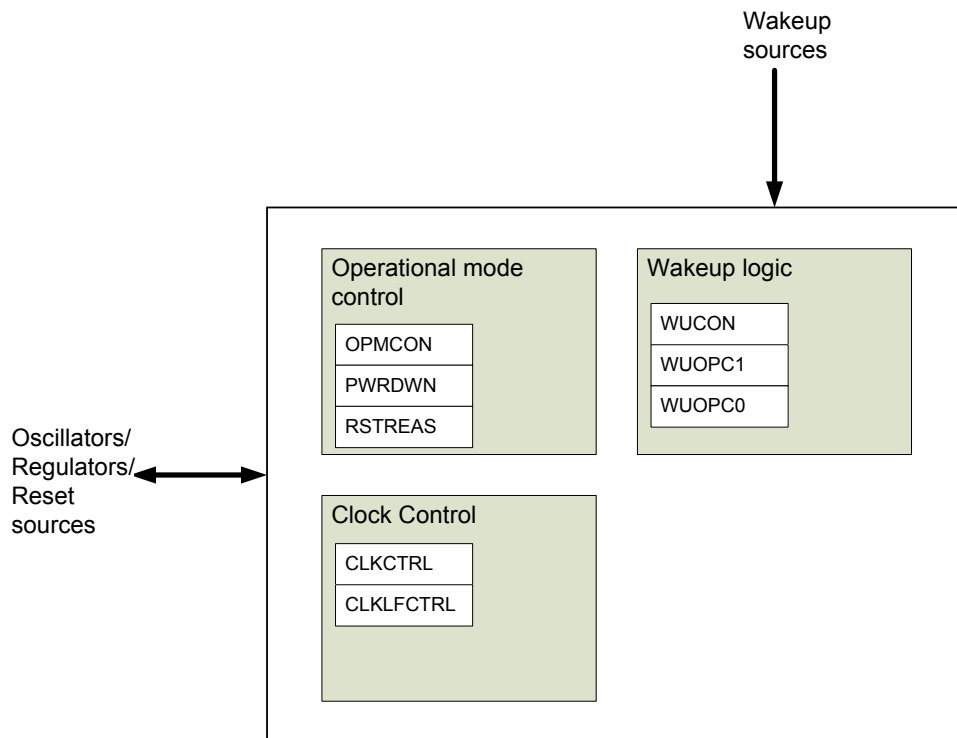 Wakeup
sources
Operational mode
control
OPMCON
PWRDWN
RSTREAS
Wakeup logic
WUCON
WUOPC1
WUOPC0
Oscillators/
Regulators/
Reset
sources
Clock Control
CLKCTRL
CLKLFCTRL